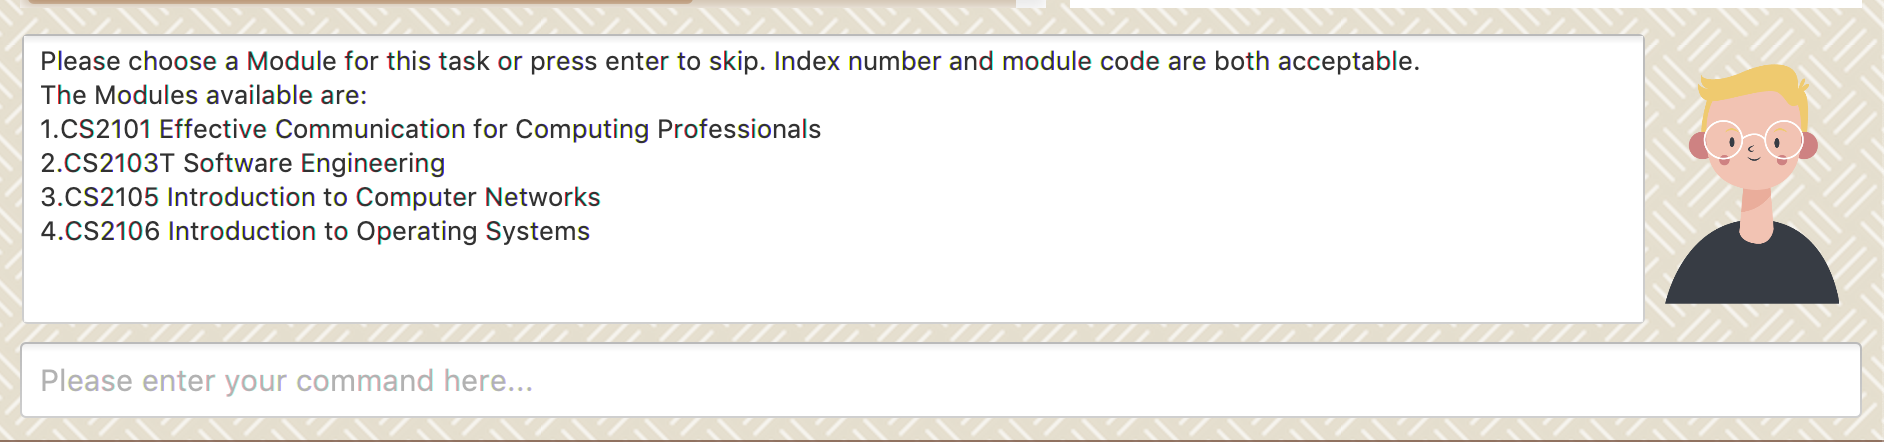 Please choose a Module for this task or press enter to skip. Index number and module code are both acceptable.
The Modules available are:
1.CS2101 Effective Communication for Computing Professionals
2.CS2103T Software Engineering
3.CS2105 Introduction to Computer Networks
4.CS2106 Introduction to Operating Systems
Please enter your command here...